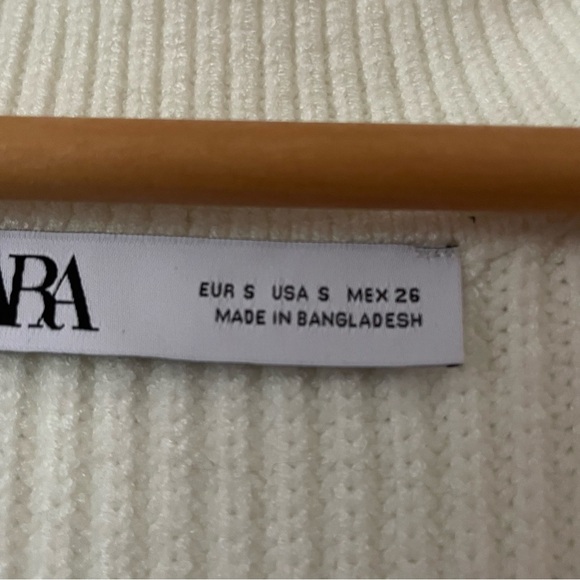 ARA
EUR S USA S MEX 26
MADE IN BANGLADESH